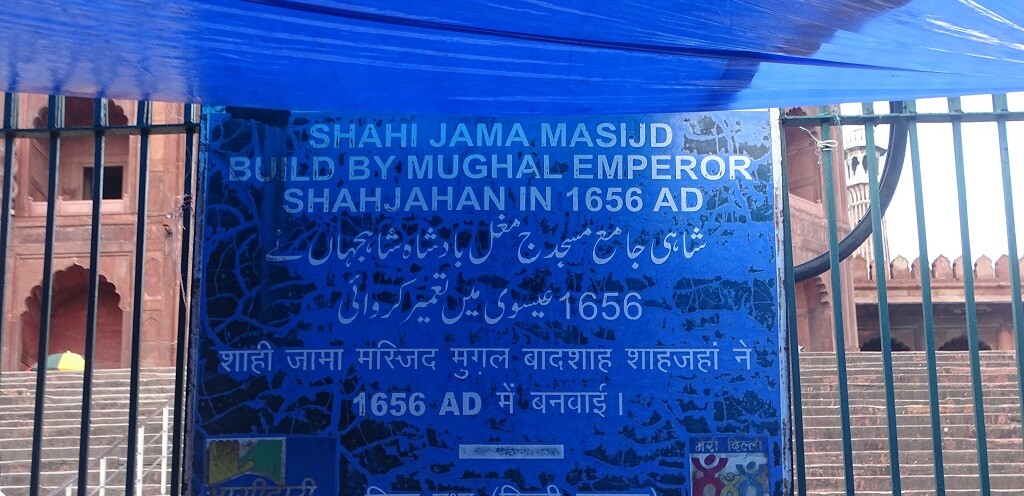 SHAHI JAMA MASIJD
BUILD BY MUGHAL EMPEROR
SHAHJAHAN IN 1656 AD
شاہی جامع مسجد ج مغل بادشاہ شاہجہاں نے
1656 عیسوی میں تعمیر کروائی
शाही जामा मस्जिद मुग़ल बादशाह शाहजहां ने
1656 AD में बनवाई।
मेरी दिल्ली
भागीदारी